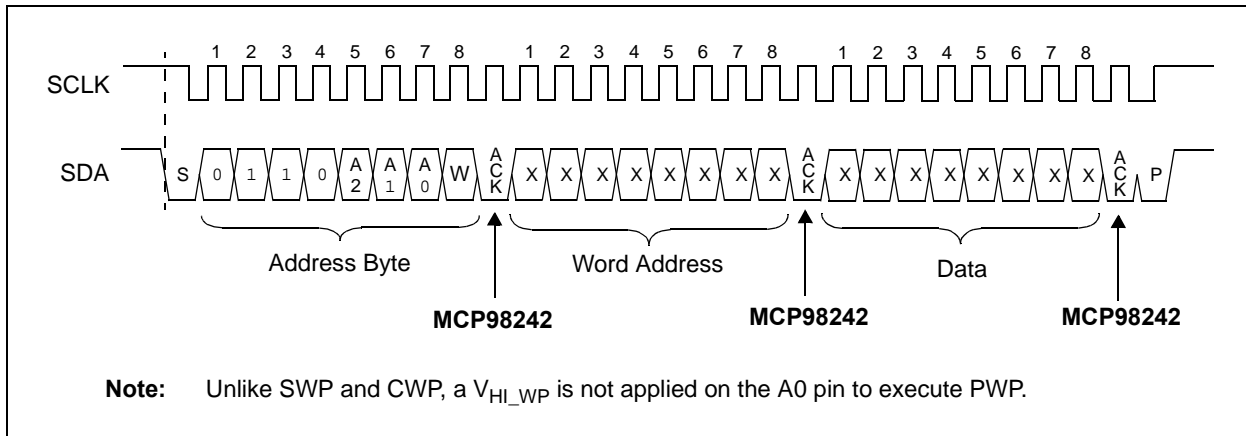 1 2 3 4 5 6 7 8 1 2 3 4 5 6 7 8 1 2 3 4 5 6 7 8
SCLK
SDA S 0 1 1 0 A2 A1 A0 W ACK X X X X X X X X ACK X X X X X X X X ACK P
Address Byte Word Address Data
MCP98242 MCP98242 MCP98242
Note: Unlike SWP and CWP, a VHI_WP is not applied on the A0 pin to execute PWP.